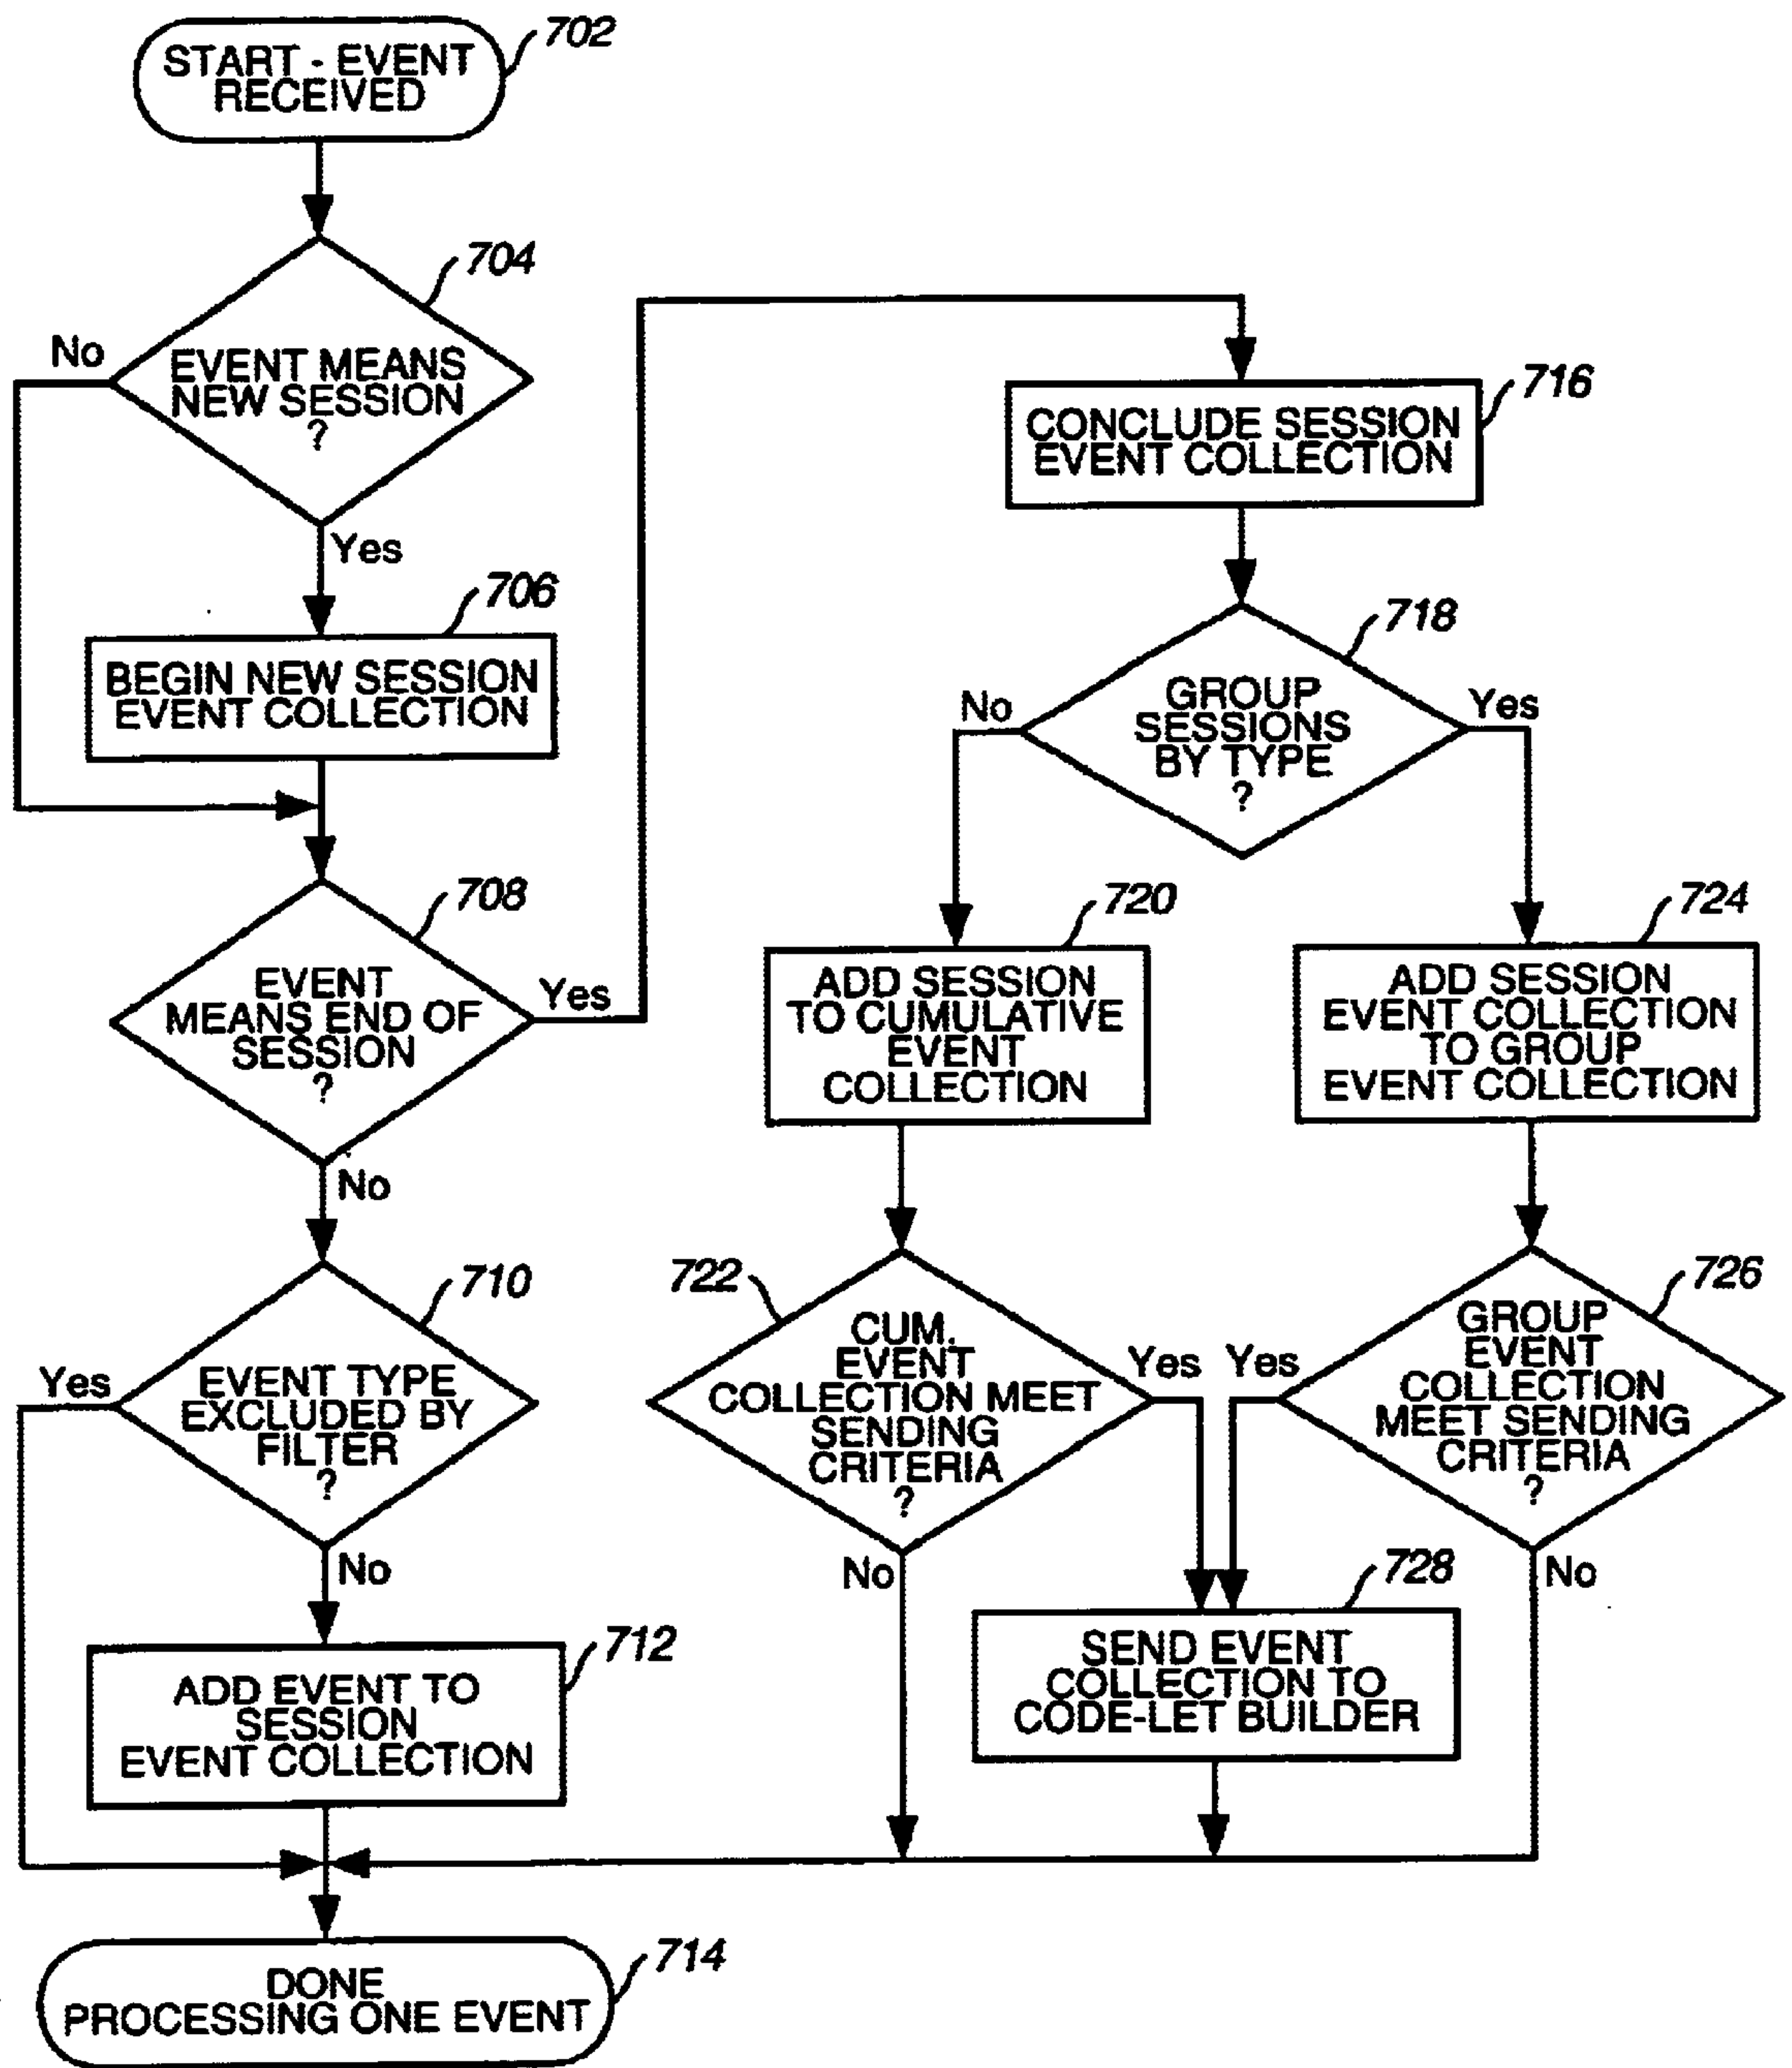 START - EVENT
RECEIVED
702
704
No
EVENT MEANS
NEW SESSION
?
Yes
706
BEGIN NEW SESSION
EVENT COLLECTION
708
EVENT
MEANS END OF
SESSION
?
Yes
No
710
Yes
EVENT TYPE
EXCLUDED BY
FILTER
?
No
712
ADD EVENT TO
SESSION
EVENT COLLECTION
714
DONE
PROCESSING ONE EVENT
716
CONCLUDE SESSION
EVENT COLLECTION
718
No
GROUP
SESSIONS
BY TYPE
?
Yes
720
ADD SESSION
TO CUMULATIVE
EVENT
COLLECTION
724
ADD SESSION
EVENT COLLECTION
TO GROUP
EVENT COLLECTION
722
CUM.
EVENT
COLLECTION MEET
SENDING
CRITERIA
?
Yes
No
726
Yes
GROUP
EVENT
COLLECTION
MEET SENDING
CRITERIA
?
No
728
SEND EVENT
COLLECTION TO
CODE-LET BUILDER